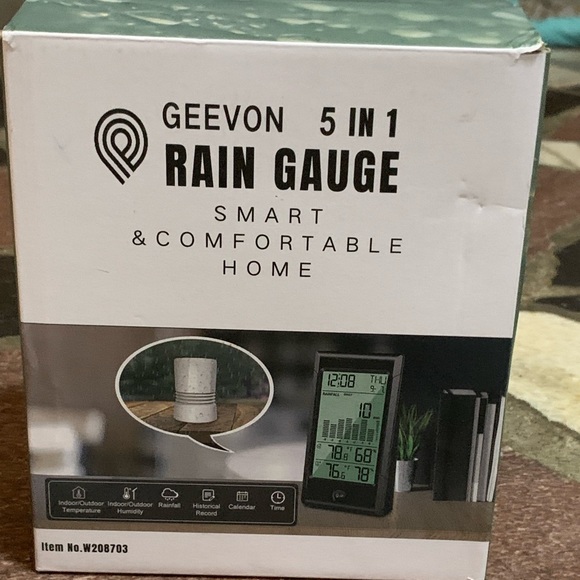 GEEVON 5 IN 1
RAIN GAUGE
SMART
&COMFORTABLE
HOME
12:08 THU
RAINFALL
10
78.8 °F 68%
76.6 °F 78%
Indoor/Outdoor Temperature
Indoor/Outdoor Humidity
Rainfall
Historical Record
Calendar
Time
Item No.W208703